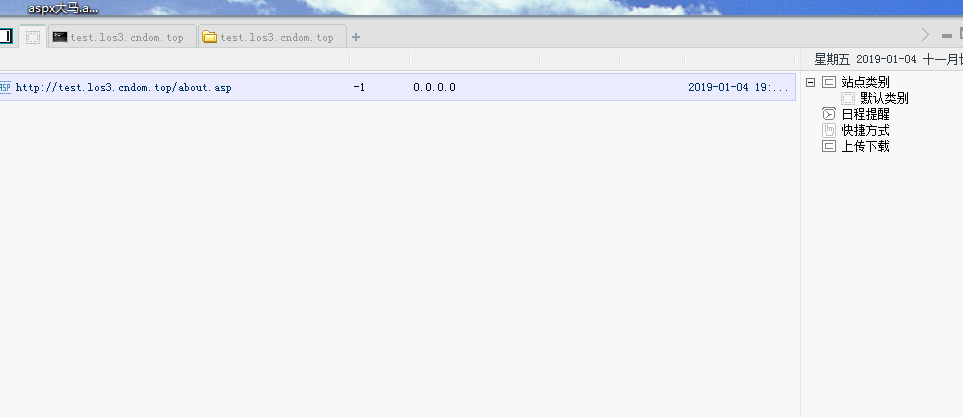 aspx大马.a...
test.los3.cndom.top
test.los3.cndom.top
星期五 2019-01-04 十一月
http://test.los3.cndom.top/about.asp -1 0.0.0.0 2019-01-04 19:...
站点类别
默认类别
日程提醒
快捷方式
上传下载